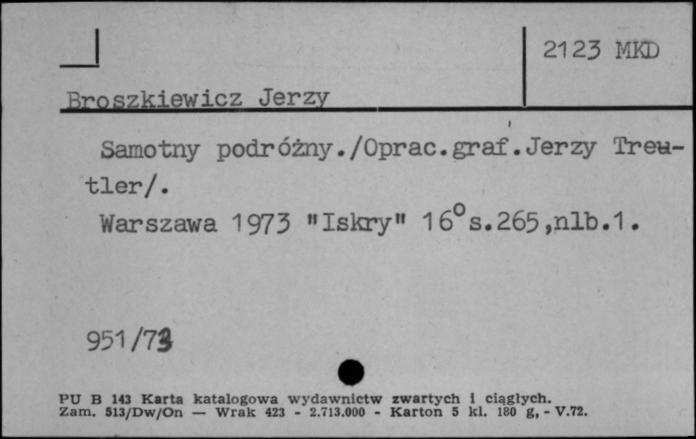 2123 MKD
Broszkiewicz Jerzy
Samotny podróżny./Oprac.graf.Jerzy Treu-
tler/.
Warszawa 1973 "Iskry" 16° s.265,nlb.1.
951/73
PU B 143 Karta katalogowa wydawnictw zwartych i ciągłych.
Zam. 513/Dw/On — Wrak 423 - 2.713.000 - Karton 5 kl. 180 g, - V.72.